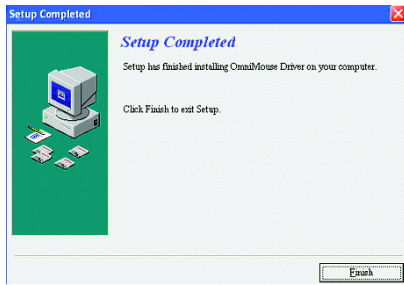 Setup Completed
Setup Completed
Setup has finished installing OmniMouse Driver on your computer.
Click Finish to exit Setup.
Finish